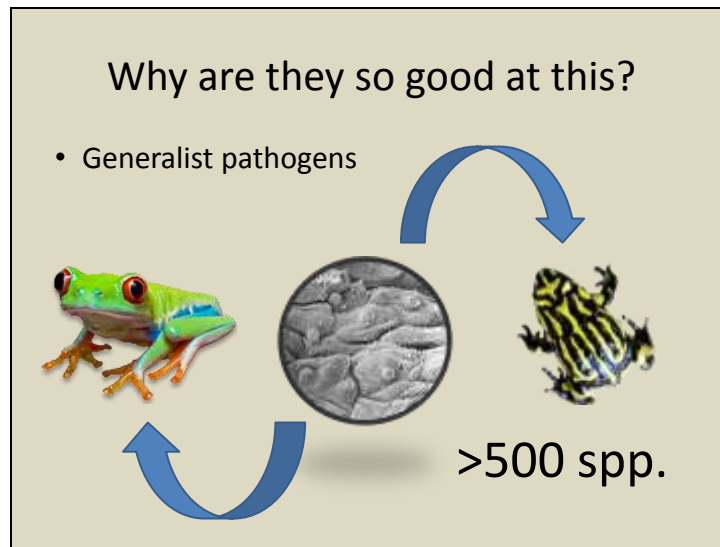 Why are they so good at this?
• Generalist pathogens
>500 spp.